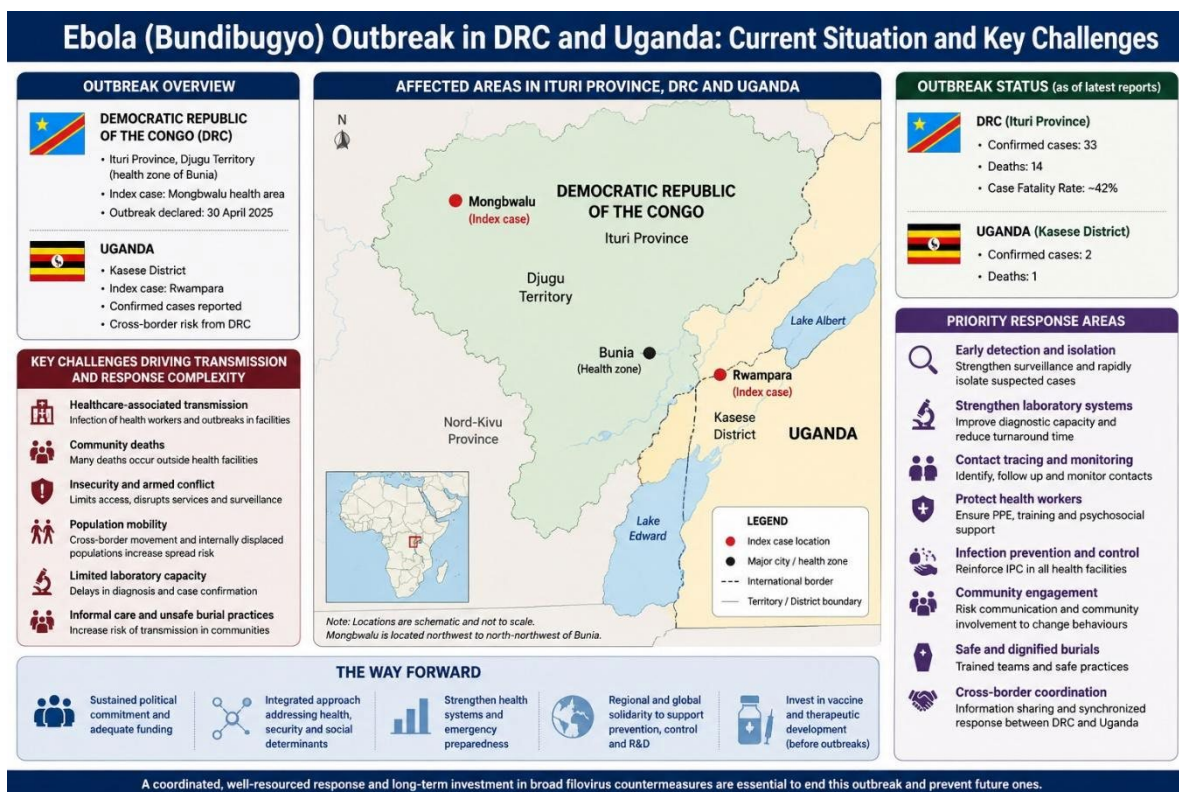 Ebola (Bundibugyo) Outbreak in DRC and Uganda: Current Situation and Key Challenges
OUTBREAK OVERVIEW
DEMOCRATIC REPUBLIC
OF THE CONGO (DRC)
• Ituri Province, Djugu Territory
(health zone of Bunia)
• Index case: Mongbwalu health area
• Outbreak declared: 30 April 2025
UGANDA
• Kasese District
• Index case: Rwampara
• Confirmed cases reported
• Cross-border risk from DRC
KEY CHALLENGES DRIVING TRANSMISSION
AND RESPONSE COMPLEXITY
Healthcare-associated transmission
Infection of health workers and outbreaks in facilities
Community deaths
Many deaths occur outside health facilities
Insecurity and armed conflict
Limits access, disrupts services and surveillance
Population mobility
Cross-border movement and internally displaced
populations increase spread risk
Limited laboratory capacity
Delays in diagnosis and case confirmation
Informal care and unsafe burial practices
Increase risk of transmission in communities
AFFECTED AREAS IN ITURI PROVINCE, DRC AND UGANDA
N
Mongbwalu
(Index case)
DEMOCRATIC REPUBLIC
OF THE CONGO
Ituri Province
Djugu
Territory
Lake Albert
Bunia
(Health zone)
Rwampara
(Index case)
Kasese
District
UGANDA
Nord-Kivu
Province
Lake
Edward
LEGEND
Index case location
Major city / health zone
International border
Territory / District boundary
Note: Locations are schematic and not to scale.
Mongbwalu is located northwest to north-northwest of Bunia.
OUTBREAK STATUS (as of latest reports)
DRC (Ituri Province)
• Confirmed cases: 33
• Deaths: 14
• Case Fatality Rate: ~42%
UGANDA (Kasese District)
• Confirmed cases: 2
• Deaths: 1
PRIORITY RESPONSE AREAS
Early detection and isolation
Strengthen surveillance and rapidly
isolate suspected cases
Strengthen laboratory systems
Improve diagnostic capacity and
reduce turnaround time
Contact tracing and monitoring
Identify, follow up and monitor contacts
Protect health workers
Ensure PPE, training and psychosocial
support
Infection prevention and control
Reinforce IPC in all health facilities
Community engagement
Risk communication and community
involvement to change behaviours
Safe and dignified burials
Trained teams and safe practices
Cross-border coordination
Information sharing and synchronized
response between DRC and Uganda
THE WAY FORWARD
Sustained political
commitment and
adequate funding
Integrated approach
addressing health,
security and social
determinants
Strengthen health
systems and
emergency
preparedness
Regional and global
solidarity to support
prevention, control
and R&D
Invest in vaccine
and therapeutic
development
(before outbreaks)
A coordinated, well-resourced response and long-term investment in broad filovirus countermeasures are essential to end this outbreak and prevent future ones.